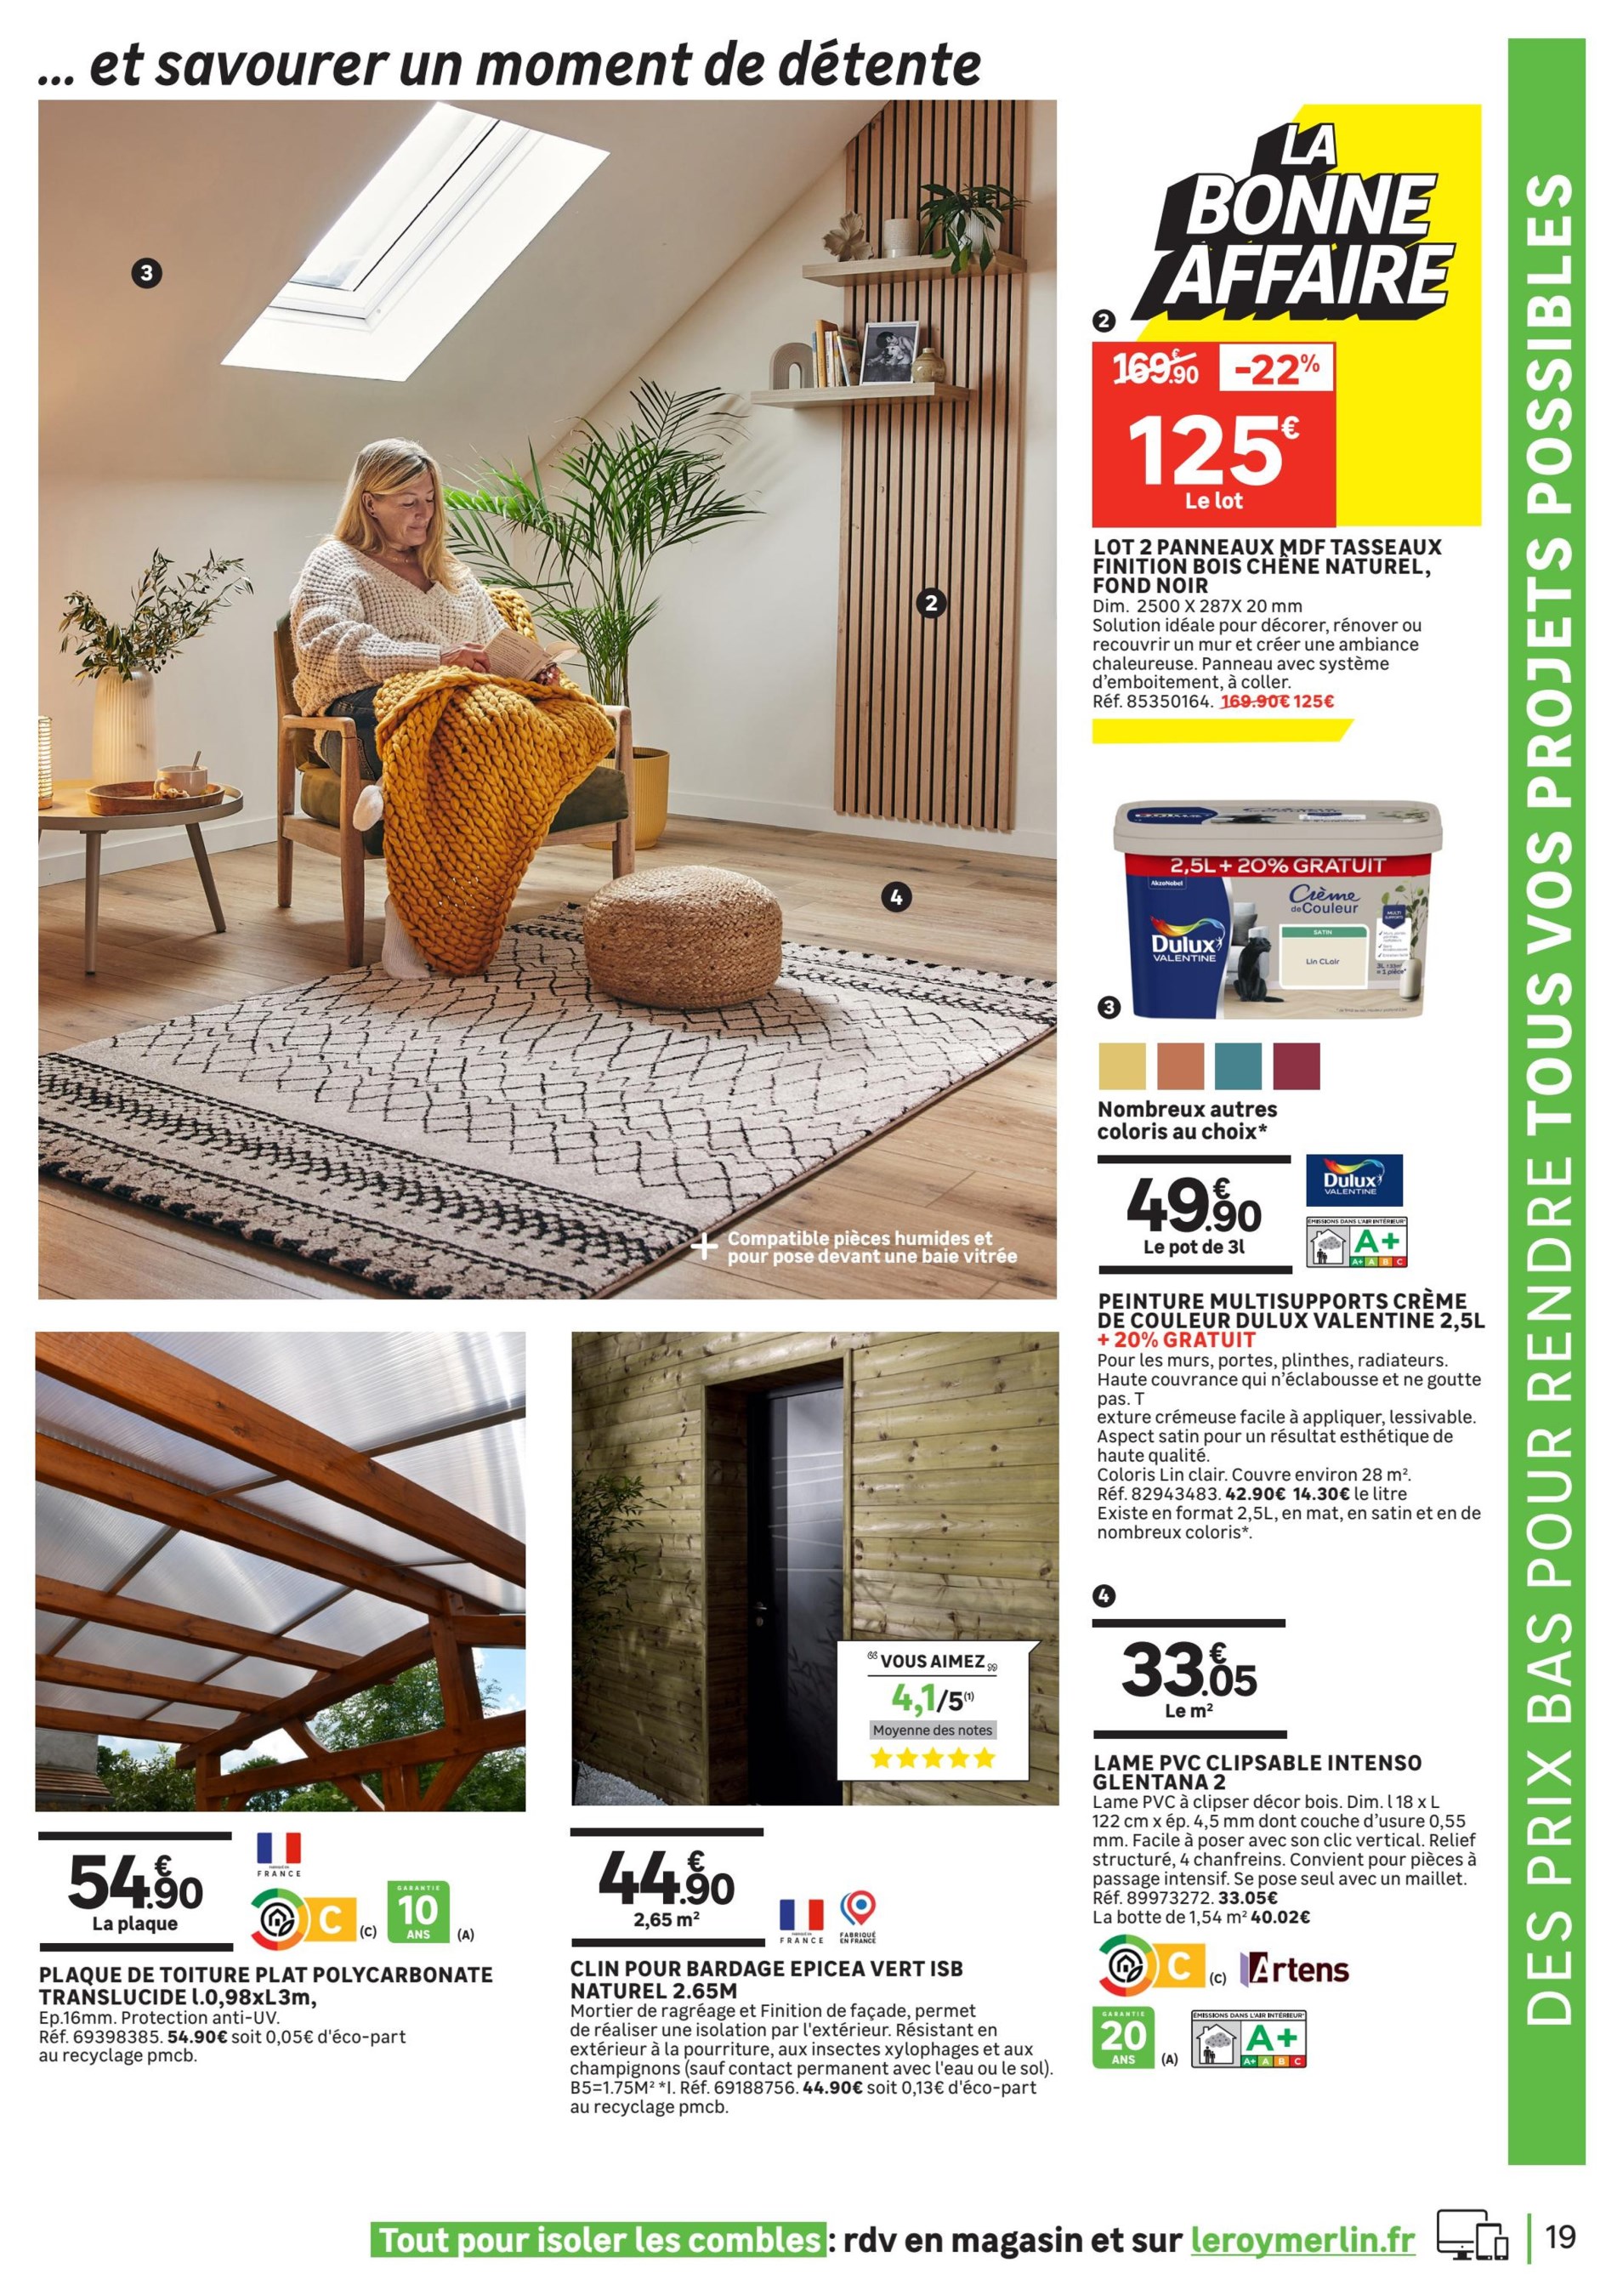 ... et savourer un moment de détente
3
2
4
+ Compatible pièces humides et
pour pose devant une baie vitrée
LA
BONNE
AFFAIRE
2
169€.90 -22%
125€
Le lot
LOT 2 PANNEAUX MDF TASSEAUX
FINITION BOIS CHÊNE NATUREL,
FOND NOIR
Dim. 2500 X 287X 20 mm
Solution idéale pour décorer, rénover ou
recouvrir un mur et créer une ambiance
chaleureuse. Panneau avec système
d'emboitement, à coller.
Réf. 85350164. 169.90€ 125€
2,5L + 20% GRATUIT
AkzoNobel
Crème
de Couleur
Dulux
VALENTINE
SATIN
Lin CLair
3
Nombreux autres
coloris au choix*
49€.90
Le pot de 3l
Dulux
VALENTINE
ÉMISSIONS DANS L'AIR INTÉRIEUR
A+
A+ A B C
PEINTURE MULTISUPPORTS CRÈME
DE COULEUR DULUX VALENTINE 2,5L
+ 20% GRATUIT
Pour les murs, portes, plinthes, radiateurs.
Haute couvrance qui n'éclabousse et ne goutte
pas. T
exture crémeuse facile à appliquer, lessivable.
Aspect satin pour un résultat esthétique de
haute qualité.
Coloris Lin clair. Couvre environ 28 m².
Réf. 82943483. 42.90€ 14.30€ le litre
Existe en format 2,5L, en mat, en satin et en de
nombreux coloris*.
4
33€.05
Le m²
LAME PVC CLIPSABLE INTENSO
GLENTANA 2
Lame PVC à clipser décor bois. Dim. l 18 x L
122 cm x ép. 4,5 mm dont couche d'usure 0,55
mm. Facile à poser avec son clic vertical. Relief
structuré, 4 chanfreins. Convient pour pièces à
passage intensif. Se pose seul avec un maillet.
Réf. 89973272. 33.05€
La botte de 1,54 m² 40.02€
C (C) Artens
GARANTIE
20
ANS (A)
ÉMISSIONS DANS L'AIR INTÉRIEUR
A+
A+ A B C
54€.90
La plaque
FRANCE
C (C)
GARANTIE
10
ANS (A)
PLAQUE DE TOITURE PLAT POLYCARBONATE
TRANSLUCIDE l.0,98xL3m,
Ep.16mm. Protection anti-UV.
Réf. 69398385. 54.90€ soit 0,05€ d'éco-part
au recyclage pmcb.
“ VOUS AIMEZ „
4,1/5(1)
Moyenne des notes
44€.90
2,65 m²
FRANCE
FABRIQUÉ
EN FRANCE
CLIN POUR BARDAGE EPICEA VERT ISB
NATUREL 2.65M
Mortier de ragréage et Finition de façade, permet
de réaliser une isolation par l'extérieur. Résistant en
extérieur à la pourriture, aux insectes xylophages et aux
champignons (sauf contact permanent avec l'eau ou le sol).
B5=1.75M² *I. Réf. 69188756. 44.90€ soit 0,13€ d'éco-part
au recyclage pmcb.
DES PRIX BAS POUR RENDRE TOUS VOS PROJETS POSSIBLES
Tout pour isoler les combles : rdv en magasin et sur leroymerlin.fr
19